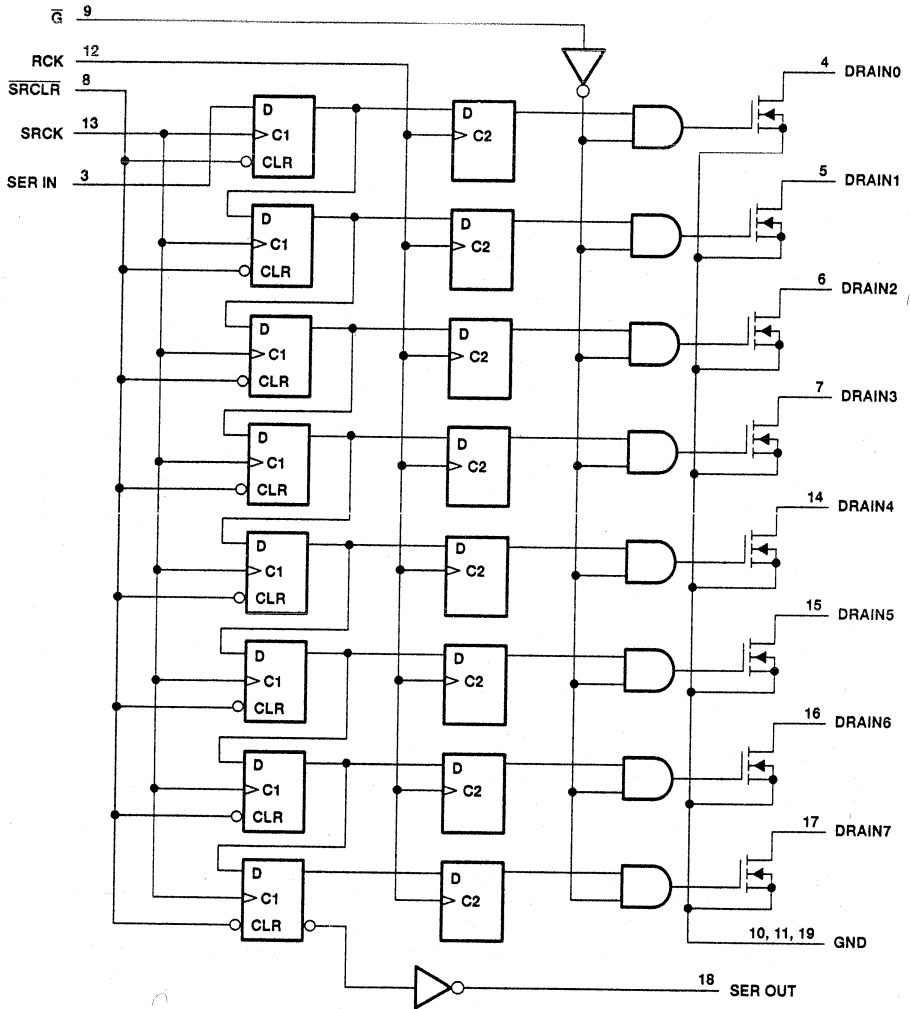 G 9
RCK 12
SRCLR 8
SRCK 13
SER IN 3
D
C1
CLR
D
C2
4 DRAIN0
D
C1
CLR
D
C2
5 DRAIN1
D
C1
CLR
D
C2
6 DRAIN2
D
C1
CLR
D
C2
7 DRAIN3
D
C1
CLR
D
C2
14 DRAIN4
D
C1
CLR
D
C2
15 DRAIN5
D
C1
CLR
D
C2
16 DRAIN6
D
C1
CLR
D
C2
17 DRAIN7
10, 11, 19 GND
18 SER OUT